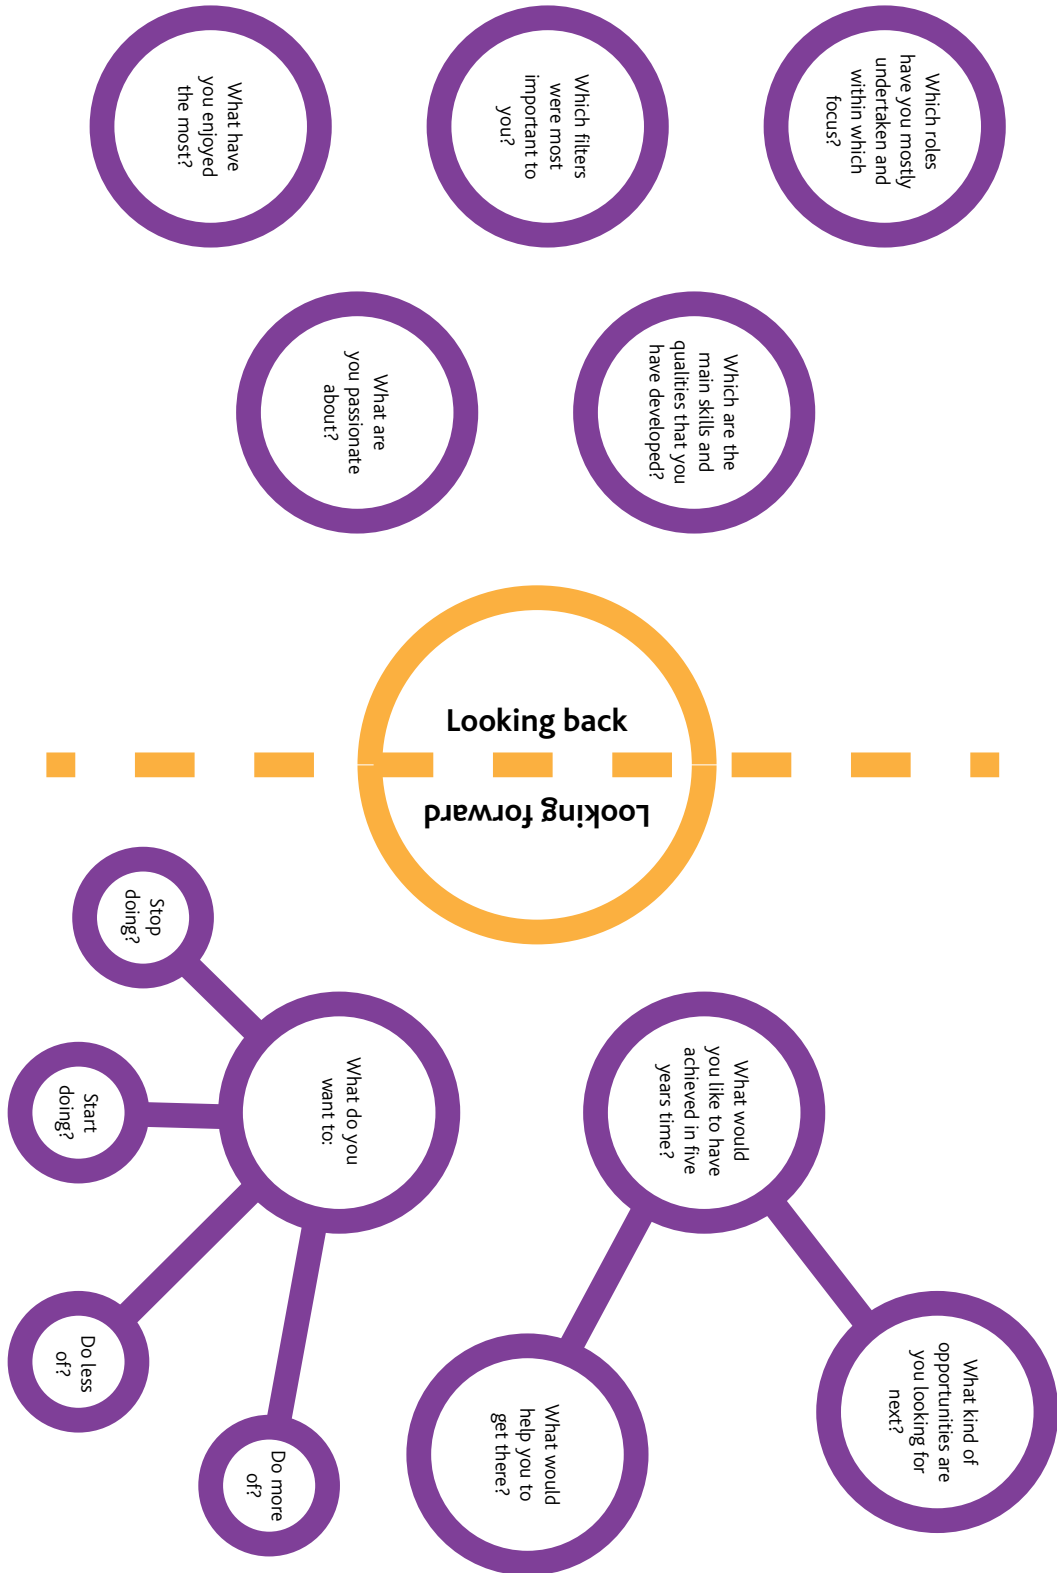 Which roles
have you mostly
undertaken and
within which
focus?
Which filters
were most
important to
you?
What have
you enjoyed
the most?
Which are the
main skills and
qualities that you
have developed?
What are
you passionate
about?
Looking back
Looking forward
What would
you like to have
achieved in five
years time?
What kind of
opportunities are
you looking for
next?
What would
help you to
get there?
What do you
want to:
Stop
doing?
Start
doing?
Do less
of?
Do more
of?